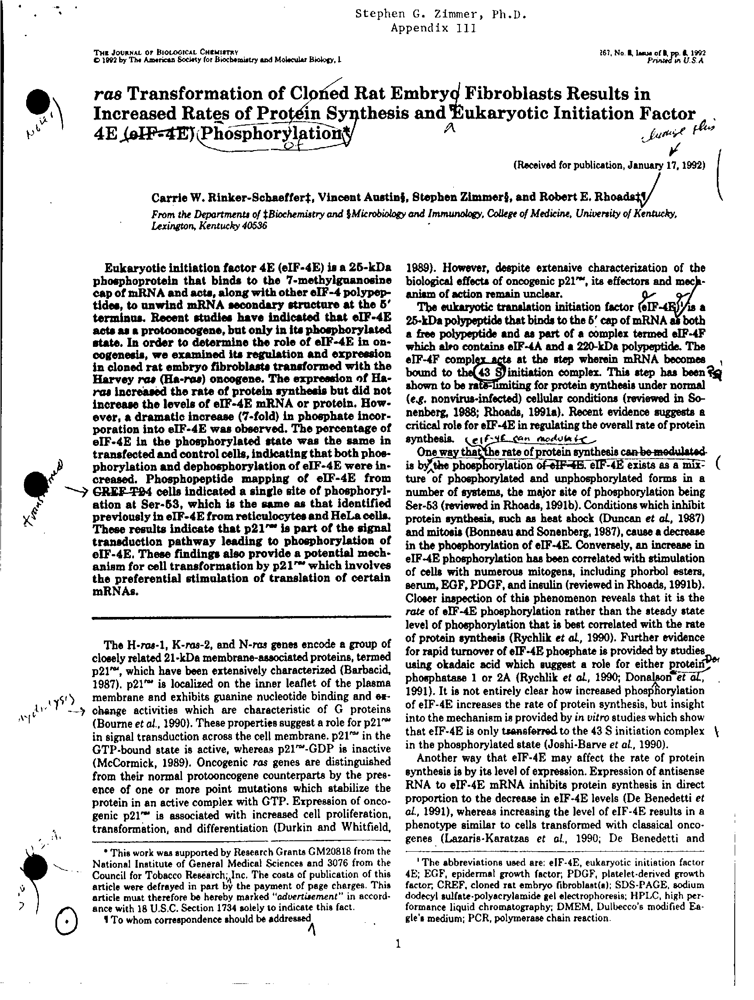 Stephen G. Zimmer, Ph.D.
Appendix III
THE JOURNAL OF BIOLOGICAL CHEMISTRY
© 1992 by The American Society for Biochemistry and Molecular Biology, I
267, No. 8, Issue of 8, pp. 8, 1992
Printed in U.S.A
ras Transformation of Cloned Rat Embryo Fibroblasts Results in
Increased Rates of Protein Synthesis and Eukaryotic Initiation Factor
4E (eIF-4E) Phosphorylation
of
(Received for publication, January 17, 1992)
Carrie W. Rinker-Schaeffer‡, Vincent Austin§, Stephen Zimmer§, and Robert E. Rhoads‡¶
From the Departments of ‡Biochemistry and §Microbiology and Immunology, College of Medicine, University of Kentucky,
Lexington, Kentucky 40536
Eukaryotic initiation factor 4E (eIF-4E) is a 25-kDa
phosphoprotein that binds to the 7-methylguanosine
cap of mRNA and acts, along with other eIF-4 polypep-
tides, to unwind mRNA secondary structure at the 5′
terminus. Recent studies have indicated that eIF-4E
acts as a protooncogene, but only in its phosphorylated
state. In order to determine the role of eIF-4E in on-
cogenesis, we examined its regulation and expression
in cloned rat embryo fibroblasts transformed with the
Harvey ras (Ha-ras) oncogene. The expression of Ha-
ras increased the rate of protein synthesis but did not
increase the levels of eIF-4E mRNA or protein. How-
ever, a dramatic increase (7-fold) in phosphate incor-
poration into eIF-4E was observed. The percentage of
eIF-4E in the phosphorylated state was the same in
transfected and control cells, indicating that both phos-
phorylation and dephosphorylation of eIF-4E were in-
creased. Phosphopeptide mapping of eIF-4E from
CREF T24 cells indicated a single site of phosphoryl-
ation at Ser-53, which is the same as that identified
previously in eIF-4E from reticulocytes and HeLa cells.
These results indicate that p21ras is part of the signal
transduction pathway leading to phosphorylation of
eIF-4E. These findings also provide a potential mech-
anism for cell transformation by p21ras which involves
the preferential stimulation of translation of certain
mRNAs.
The H-ras-1, K-ras-2, and N-ras genes encode a group of
closely related 21-kDa membrane-associated proteins, termed
p21ras, which have been extensively characterized (Barbacid,
1987). p21ras is localized on the inner leaflet of the plasma
membrane and exhibits guanine nucleotide binding and ex-
change activities which are characteristic of G proteins
(Bourne et al., 1990). These properties suggest a role for p21ras
in signal transduction across the cell membrane. p21ras in the
GTP-bound state is active, whereas p21ras-GDP is inactive
(McCormick, 1989). Oncogenic ras genes are distinguished
from their normal protooncogene counterparts by the pres-
ence of one or more point mutations which stabilize the
protein in an active complex with GTP. Expression of onco-
genic p21ras is associated with increased cell proliferation,
transformation, and differentiation (Durkin and Whitfield,
* This work was supported by Research Grants GM20818 from the
National Institute of General Medical Sciences and 3076 from the
Council for Tobacco Research, Inc. The costs of publication of this
article were defrayed in part by the payment of page charges. This
article must therefore be hereby marked "advertisement" in accord-
ance with 18 U.S.C. Section 1734 solely to indicate this fact.
¶ To whom correspondence should be addressed
1989). However, despite extensive characterization of the
biological effects of oncogenic p21ras, its effectors and mech-
anism of action remain unclear.
The eukaryotic translation initiation factor (eIF-4E)¹ is a
25-kDa polypeptide that binds to the 5′ cap of mRNA as both
a free polypeptide and as part of a complex termed eIF-4F
which also contains eIF-4A and a 220-kDa polypeptide. The
eIF-4F complex acts at the step wherein mRNA becomes
bound to the 43 S initiation complex. This step has been
shown to be rate-limiting for protein synthesis under normal
(e.g. nonvirus-infected) cellular conditions (reviewed in So-
nenberg, 1988; Rhoads, 1991a). Recent evidence suggests a
critical role for eIF-4E in regulating the overall rate of protein
synthesis.
eIF-4E can modulate
One way that the rate of protein synthesis can be modulated
is by the phosphorylation of eIF-4E. eIF-4E exists as a mix-
ture of phosphorylated and unphosphorylated forms in a
number of systems, the major site of phosphorylation being
Ser-53 (reviewed in Rhoads, 1991b). Conditions which inhibit
protein synthesis, such as heat shock (Duncan et al., 1987)
and mitosis (Bonneau and Sonenberg, 1987), cause a decrease
in the phosphorylation of eIF-4E. Conversely, an increase in
eIF-4E phosphorylation has been correlated with stimulation
of cells with numerous mitogens, including phorbol esters,
serum, EGF, PDGF, and insulin (reviewed in Rhoads, 1991b).
Closer inspection of this phenomenon reveals that it is the
rate of eIF-4E phosphorylation rather than the steady state
level of phosphorylation that is best correlated with the rate
of protein synthesis (Rychlik et al., 1990). Further evidence
for rapid turnover of eIF-4E phosphate is provided by studies
using okadaic acid which suggest a role for either protein
phosphatase 1 or 2A (Rychlik et al., 1990; Donalson et al.,
1991). It is not entirely clear how increased phosphorylation
of eIF-4E increases the rate of protein synthesis, but insight
into the mechanism is provided by in vitro studies which show
that eIF-4E is only transferred to the 43 S initiation complex
in the phosphorylated state (Joshi-Barve et al., 1990).
Another way that eIF-4E may affect the rate of protein
synthesis is by its level of expression. Expression of antisense
RNA to eIF-4E mRNA inhibits protein synthesis in direct
proportion to the decrease in eIF-4E levels (De Benedetti et
al., 1991), whereas increasing the level of eIF-4E results in a
phenotype similar to cells transformed with classical onco-
genes (Lazaris-Karatzas et al., 1990; De Benedetti and
¹ The abbreviations used are: eIF-4E, eukaryotic initiation factor
4E; EGF, epidermal growth factor; PDGF, platelet-derived growth
factor; CREF, cloned rat embryo fibroblast(s); SDS-PAGE, sodium
dodecyl sulfate-polyacrylamide gel electrophoresis; HPLC, high per-
formance liquid chromatography; DMEM, Dulbecco's modified Ea-
gle's medium; PCR, polymerase chain reaction.
1